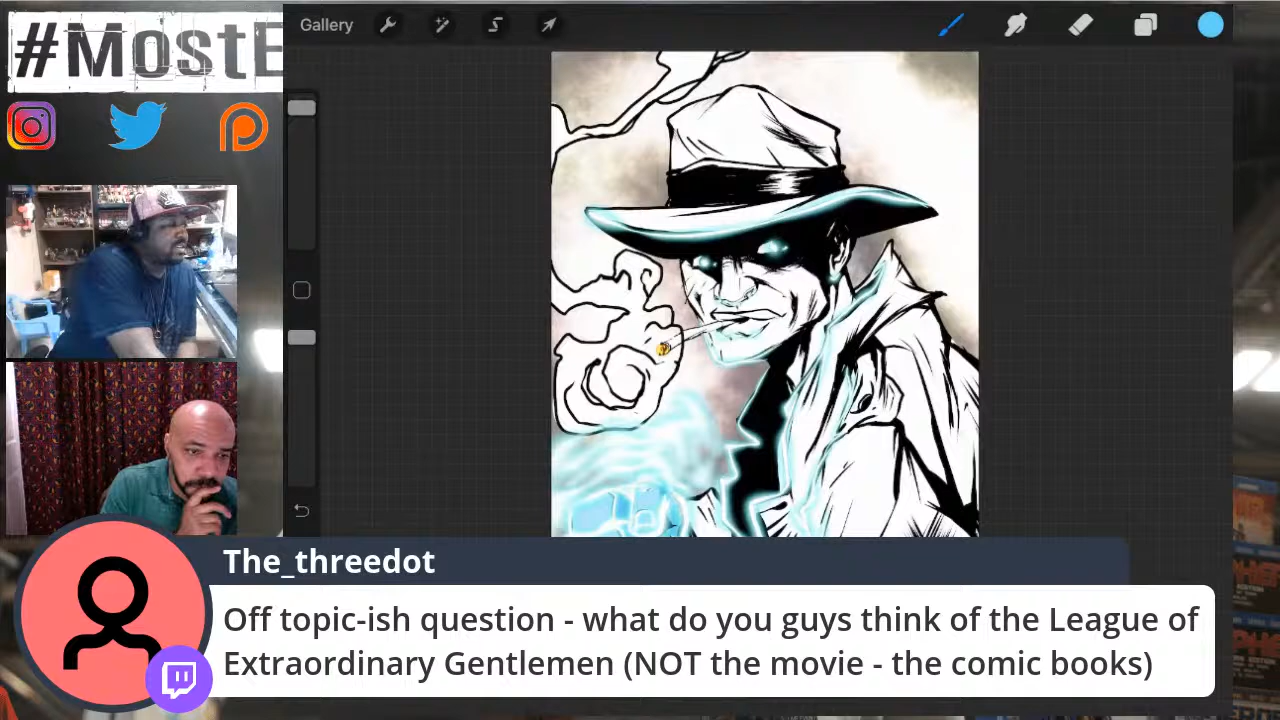 #MostE
Gallery
The_threedot
Off topic-ish question - what do you guys think of the League of
Extraordinary Gentlemen (NOT the movie - the comic books)